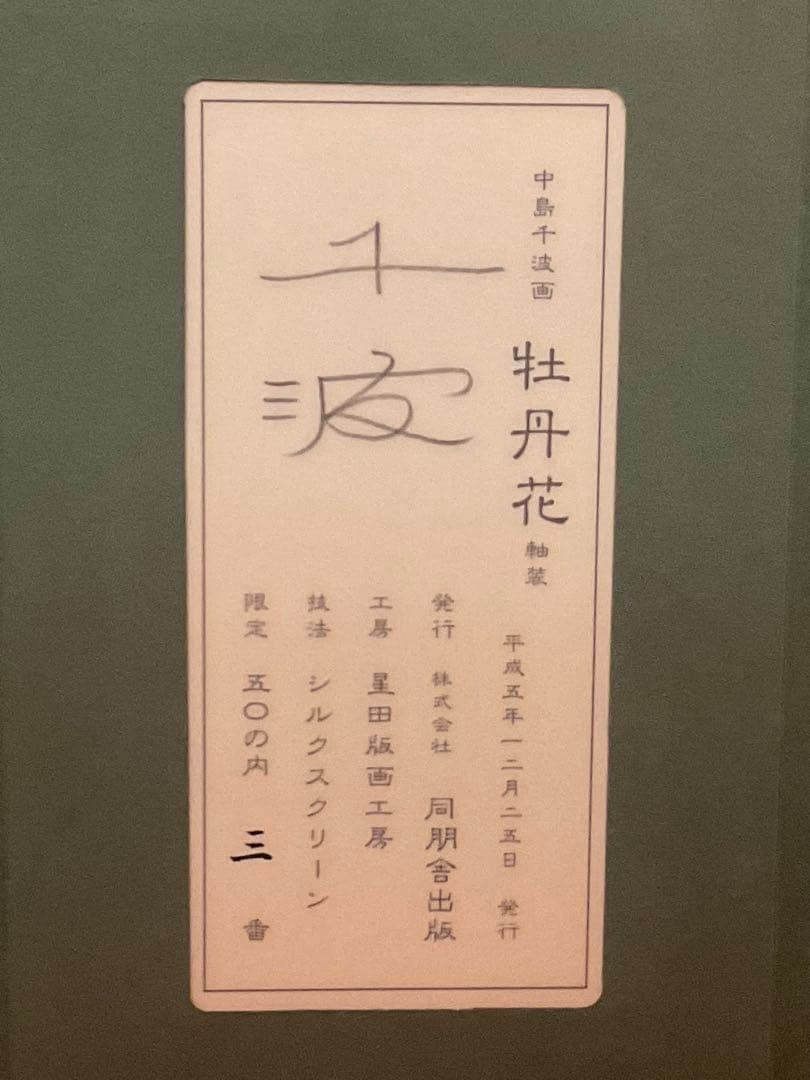 中島千波画
牡丹花 軸装
平成五年一二月二五日 発行
発行 株式会社 同朋舎出版
工房 星田版画工房
技法 シルクスクリーン
限定 五〇の内 三 番
千波